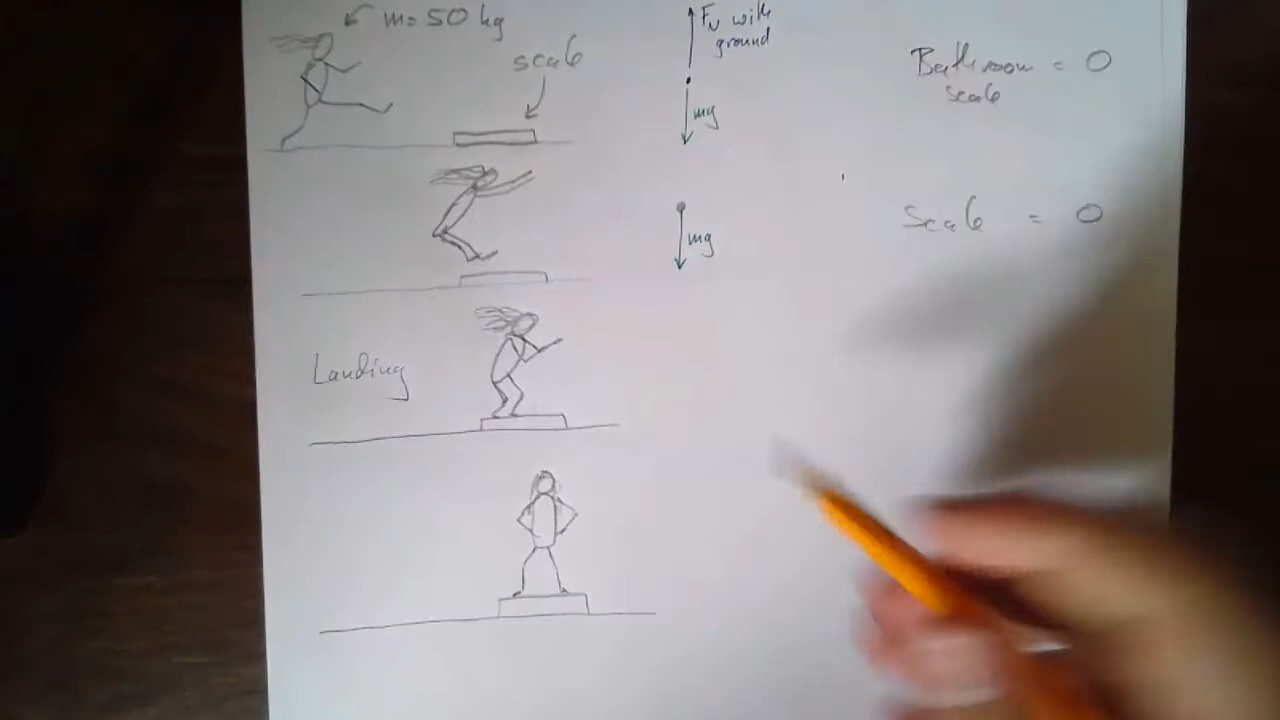 m = 50 kg
scale
FN with
ground
mg
Bathroom = 0
scale
mg
scale = 0
Landing